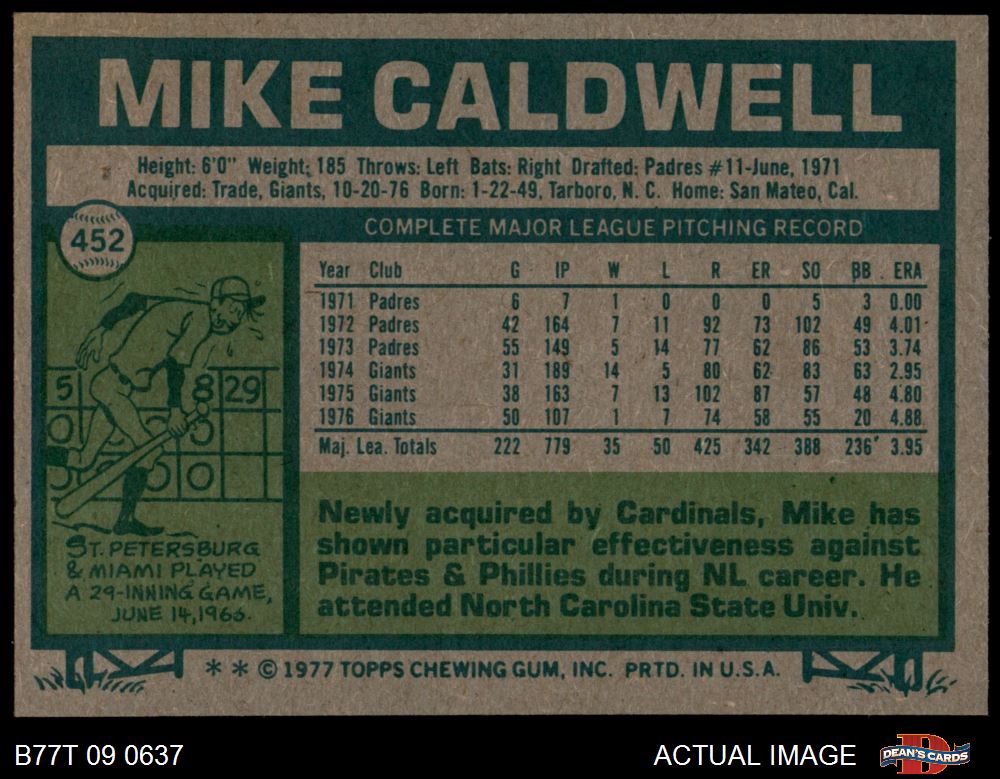 MIKE CALDWELL
Height: 6'0" Weight: 185 Throws: Left Bats: Right Drafted: Padres #11-June, 1971
Acquired: Trade, Giants, 10-20-76 Born: 1-22-49, Tarboro, N. C. Home: San Mateo, Cal.
452
COMPLETE MAJOR LEAGUE PITCHING RECORD
Year Club G IP W L R ER SO BB ERA
1971 Padres 6 7 1 0 0 0 5 3 0.00
1972 Padres 42 164 7 11 92 73 102 49 4.01
1973 Padres 55 149 5 14 77 62 86 53 3.74
1974 Giants 31 189 14 5 80 62 83 63 2.95
1975 Giants 38 163 7 13 102 87 57 48 4.80
1976 Giants 50 107 1 7 74 58 55 20 4.88
Maj. Lea. Totals 222 779 35 50 425 342 388 236 3.95
5 8 29
0 0 0
0 0
ST. PETERSBURG
& MIAMI PLAYED
A 29-INNING GAME,
JUNE 14, 1966.
Newly acquired by Cardinals, Mike has
shown particular effectiveness against
Pirates & Phillies during NL career. He
attended North Carolina State Univ.
* * © 1977 TOPPS CHEWING GUM, INC. PRTD. IN U.S.A.
B77T 09 0637
ACTUAL IMAGE
D
DEAN'S CARDS